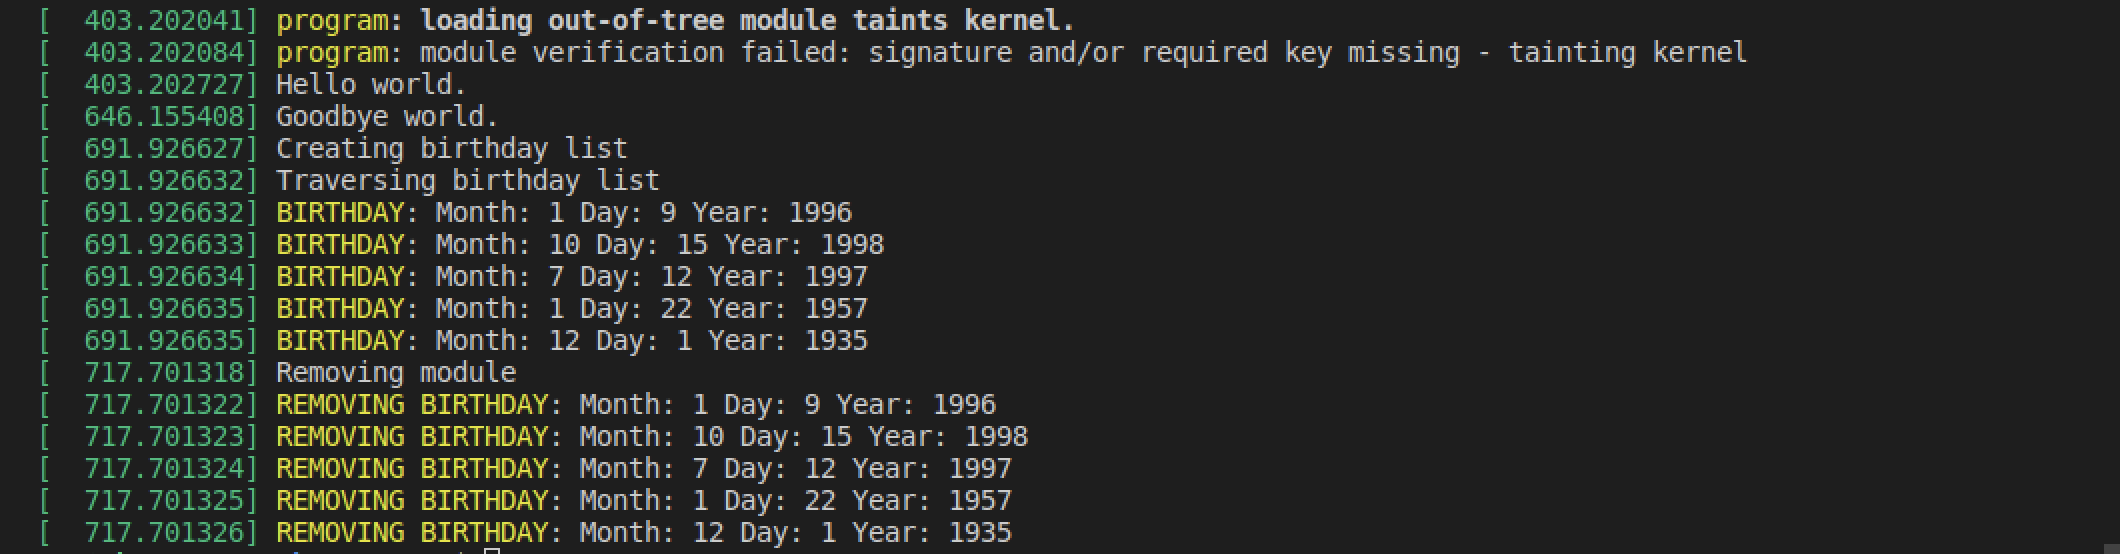 [  403.202041] program: loading out-of-tree module taints kernel.
[  403.202084] program: module verification failed: signature and/or required key missing - tainting kernel
[  403.202727] Hello world.
[  646.155408] Goodbye world.
[  691.926627] Creating birthday list
[  691.926632] Traversing birthday list
[  691.926632] BIRTHDAY: Month: 1 Day: 9 Year: 1996
[  691.926633] BIRTHDAY: Month: 10 Day: 15 Year: 1998
[  691.926634] BIRTHDAY: Month: 7 Day: 12 Year: 1997
[  691.926635] BIRTHDAY: Month: 1 Day: 22 Year: 1957
[  691.926635] BIRTHDAY: Month: 12 Day: 1 Year: 1935
[  717.701318] Removing module
[  717.701322] REMOVING BIRTHDAY: Month: 1 Day: 9 Year: 1996
[  717.701323] REMOVING BIRTHDAY: Month: 10 Day: 15 Year: 1998
[  717.701324] REMOVING BIRTHDAY: Month: 7 Day: 12 Year: 1997
[  717.701325] REMOVING BIRTHDAY: Month: 1 Day: 22 Year: 1957
[  717.701326] REMOVING BIRTHDAY: Month: 12 Day: 1 Year: 1935